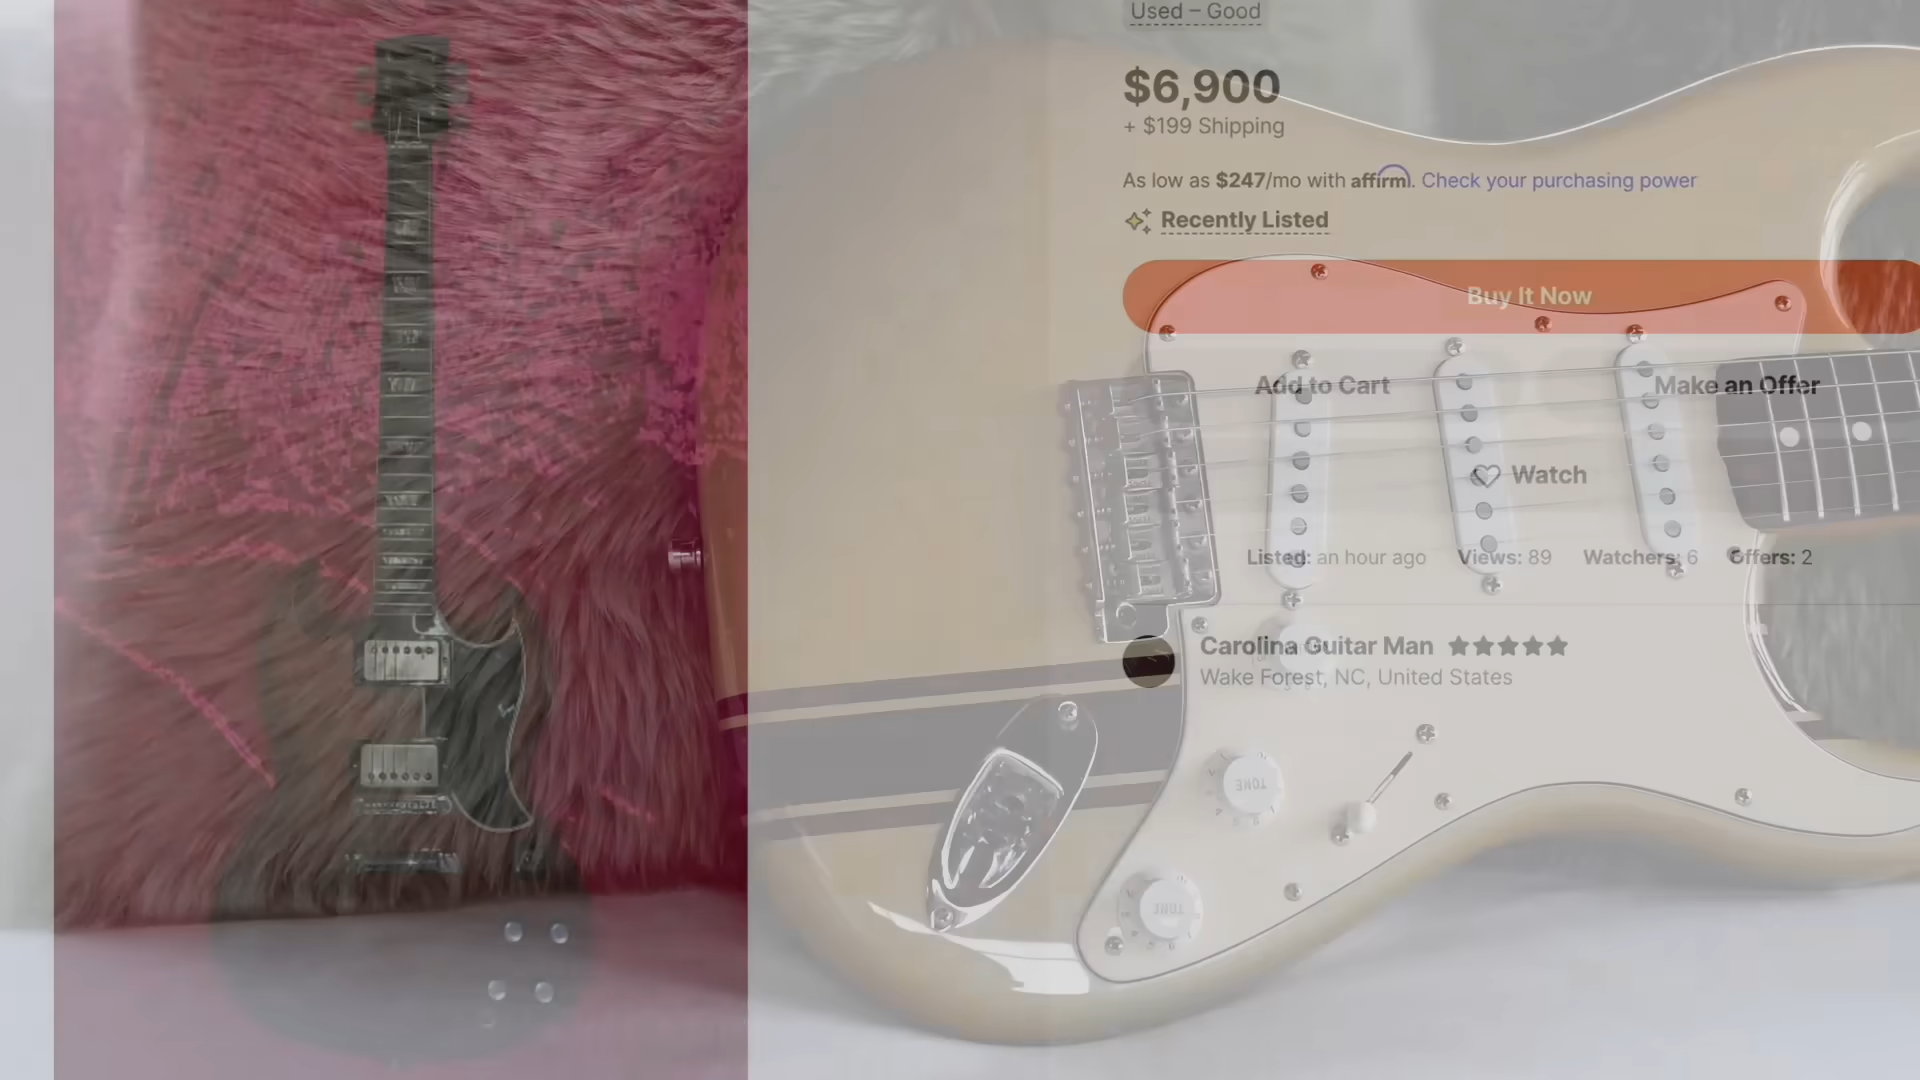 Used – Good
$6,900
+ $199 Shipping
As low as $247/mo with affirm. Check your purchasing power
Recently Listed
Buy It Now
Add to Cart
Make an Offer
Watch
Listed: an hour ago Views: 89 Watchers: 6 Offers: 2
Carolina Guitar Man
Wake Forest, NC, United States
TONE
TONE